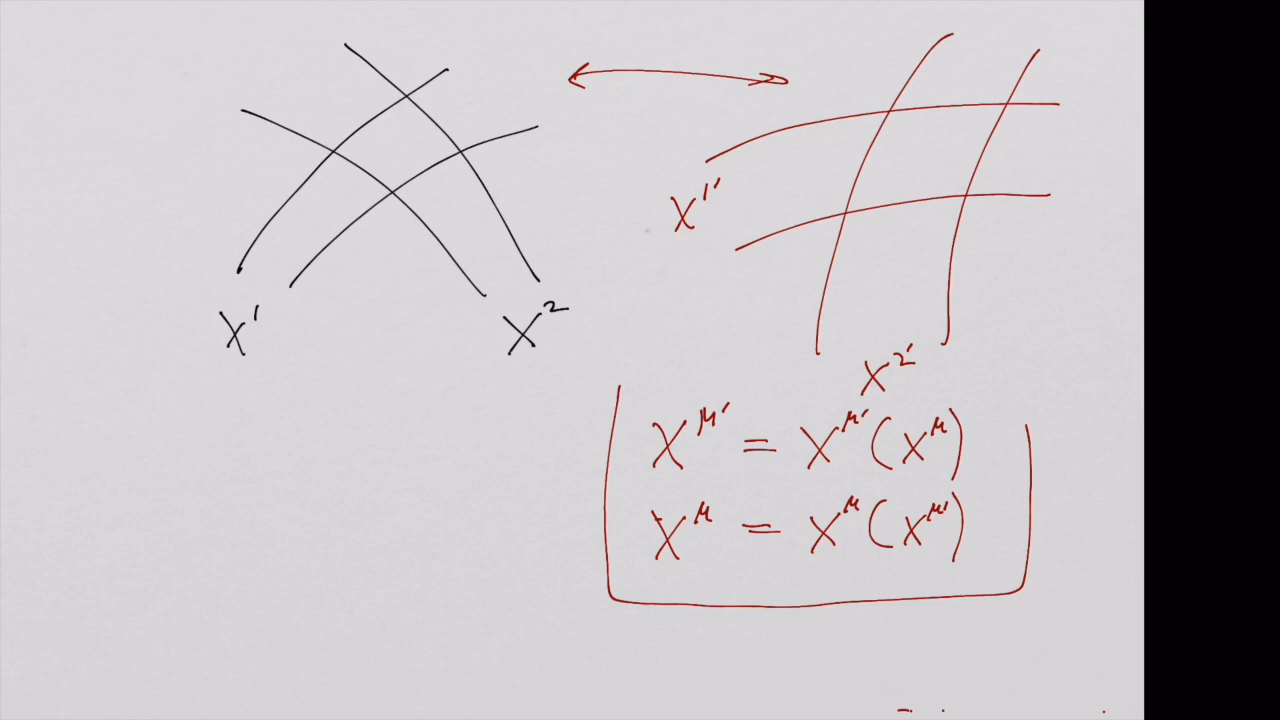 x¹ x²
x¹′
x²′
x^μ′ = x^μ′(x^μ)
x^μ = x^μ(x^μ′)